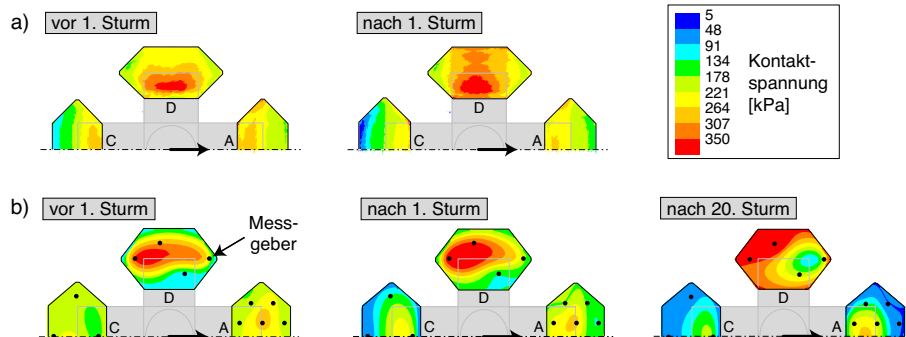 a)
vor 1. Sturm
nach 1. Sturm
5
48
91
134
178
221
264
307
350
Kontakt-
spannung
[kPa]
D
C
A
D
C
A
b)
vor 1. Sturm
nach 1. Sturm
nach 20. Sturm
Mess-
geber
D
C
A
D
C
A
D
C
A